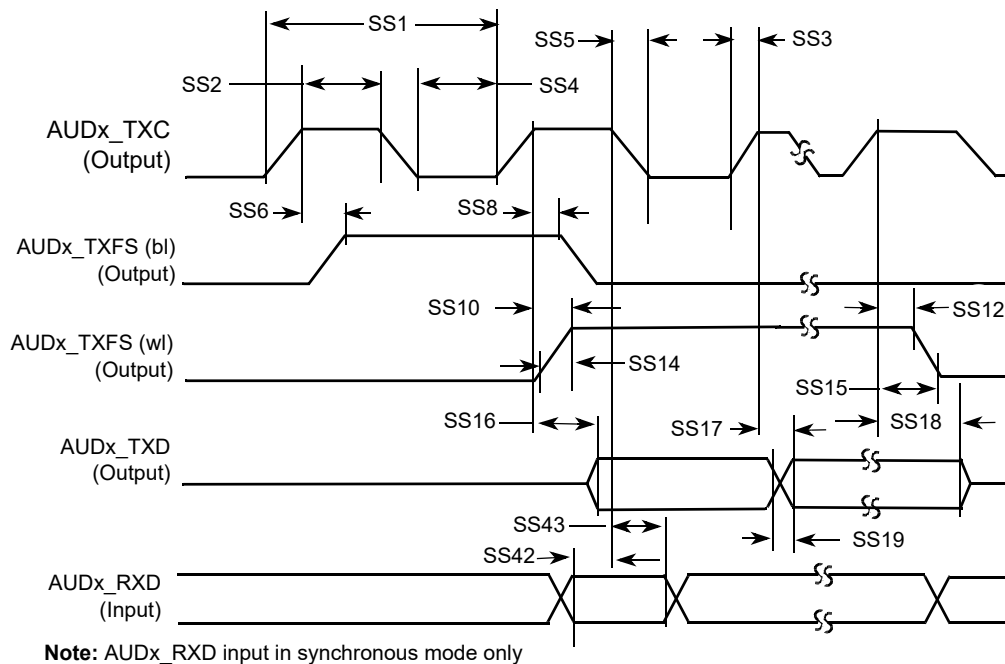 SS1
SS5
SS3
SS2
SS4
AUDx_TXC
(Output)
SS6
SS8
AUDx_TXFS (bl)
(Output)
SS10
SS12
AUDx_TXFS (wl)
(Output)
SS14
SS15
SS16
SS17
SS18
AUDx_TXD
(Output)
SS43
SS19
SS42
AUDx_RXD
(Input)
Note: AUDx_RXD input in synchronous mode only